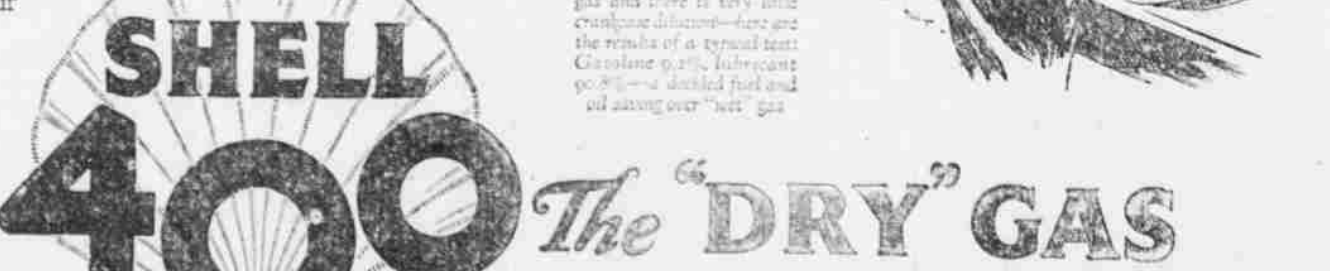 SHELL
400
gas and there is very little
crankcase dilution—here are
the results of a typical test:
Gasoline 9.2%, lubricant
90.8%—a decided fuel and
oil saving over "wet" gas
The "DRY" GAS